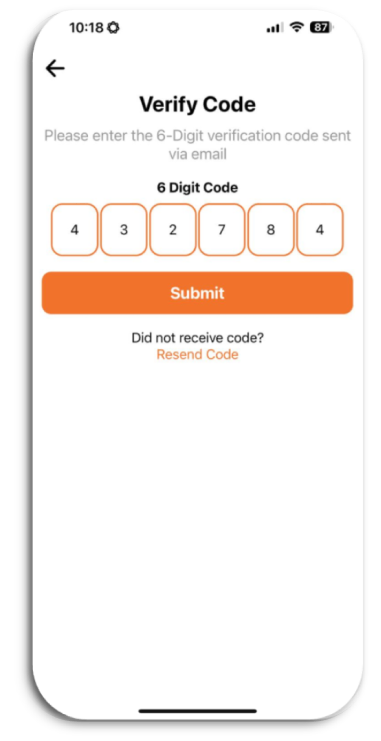 10:18
87
Verify Code
Please enter the 6-Digit verification code sent
via email
6 Digit Code
4 3 2 7 8 4
Submit
Did not receive code?
Resend Code